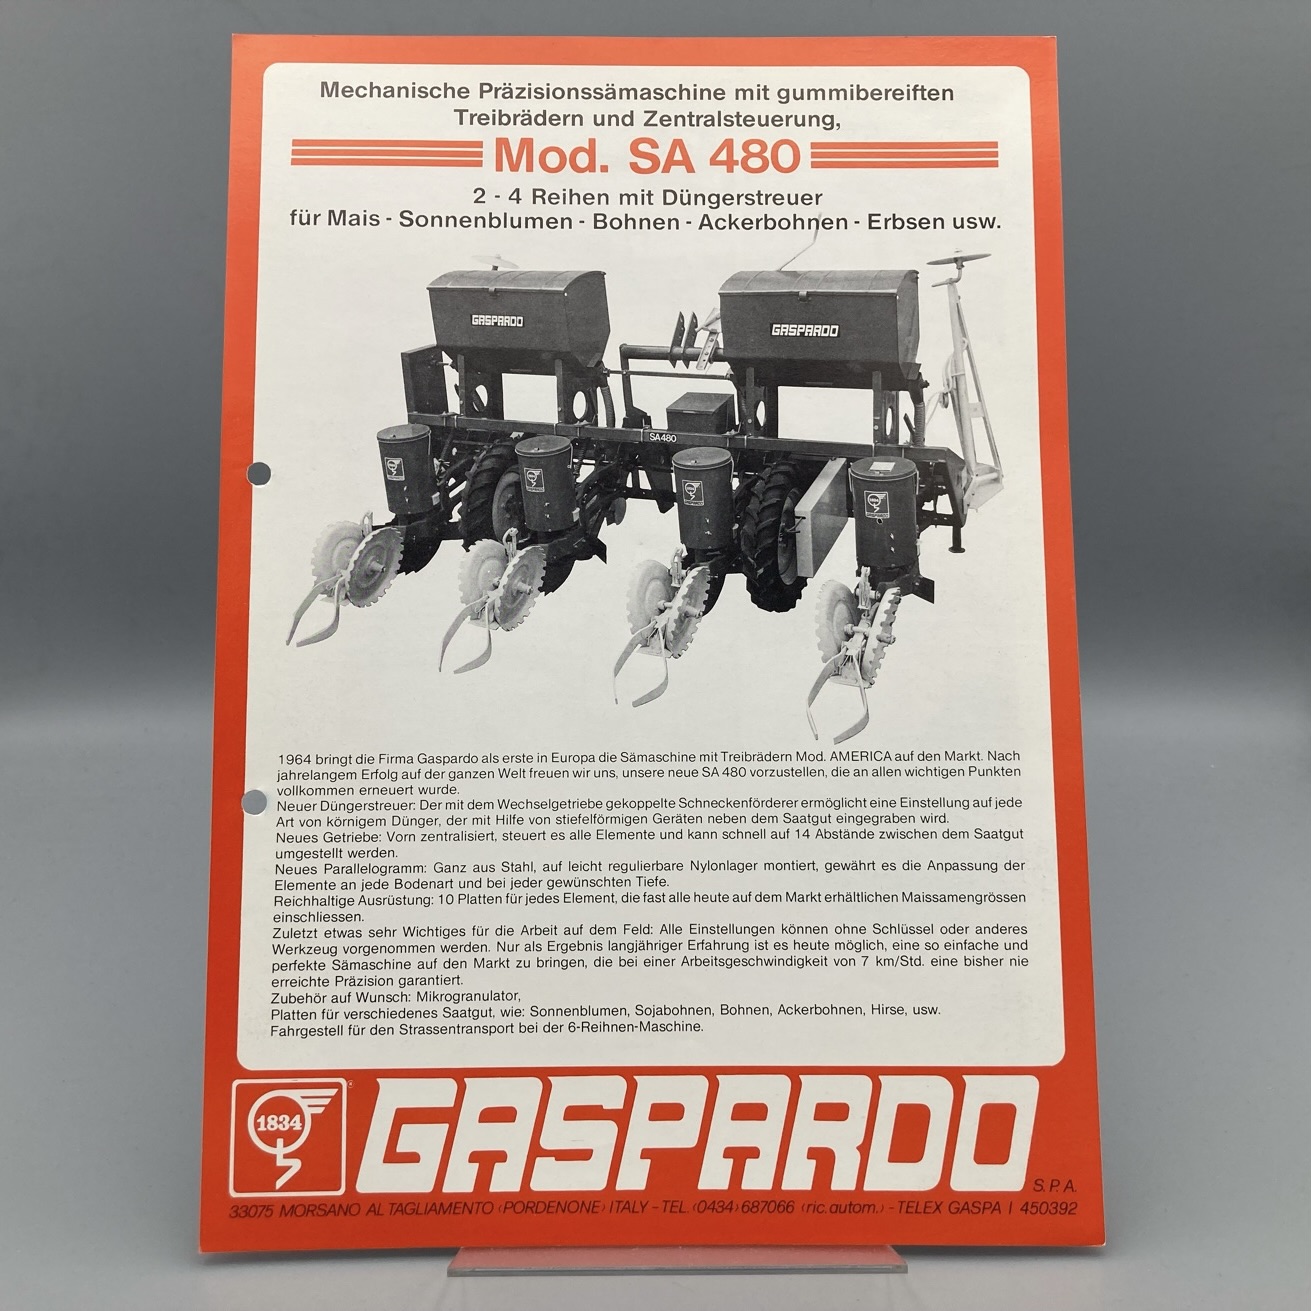 Mechanische Präzisionssämaschine mit gummibereiften
Treibrädern und Zentralsteuerung,
Mod. SA 480
2 - 4 Reihen mit Düngerstreuer
für Mais - Sonnenblumen - Bohnen - Ackerbohnen - Erbsen usw.
GASPARDO
GASPARDO
SA480
1834
1964 bringt die Firma Gaspardo als erste in Europa die Sämaschine mit Treibrädern Mod. AMERICA auf den Markt. Nach
jahrelangem Erfolg auf der ganzen Welt freuen wir uns, unsere neue SA 480 vorzustellen, die an allen wichtigen Punkten
vollkommen erneuert wurde.
Neuer Düngerstreuer: Der mit dem Wechselgetriebe gekoppelte Schneckenförderer ermöglicht eine Einstellung auf jede
Art von körnigem Dünger, der mit Hilfe von stiefelförmigen Geräten neben dem Saatgut eingegraben wird.
Neues Getriebe: Vorn zentralisiert, steuert es alle Elemente und kann schnell auf 14 Abstände zwischen dem Saatgut
umgestellt werden.
Neues Parallelogramm: Ganz aus Stahl, auf leicht regulierbare Nylonlager montiert, gewährt es die Anpassung der
Elemente an jede Bodenart und bei jeder gewünschten Tiefe.
Reichhaltige Ausrüstung: 10 Platten für jedes Element, die fast alle heute auf dem Markt erhältlichen Maissamengrössen
einschliessen.
Zuletzt etwas sehr Wichtiges für die Arbeit auf dem Feld: Alle Einstellungen können ohne Schlüssel oder anderes
Werkzeug vorgenommen werden. Nur als Ergebnis langjähriger Erfahrung ist es heute möglich, eine so einfache und
perfekte Sämaschine auf den Markt zu bringen, die bei einer Arbeitsgeschwindigkeit von 7 km/Std. eine bisher nie
erreichte Präzision garantiert.
Zubehör auf Wunsch: Mikrogranulator,
Platten für verschiedenes Saatgut, wie: Sonnenblumen, Sojabohnen, Bohnen, Ackerbohnen, Hirse, usw.
Fahrgestell für den Strassentransport bei der 6-Reihnen-Maschine.
1834
GASPARDO
S.P.A.
33075 MORSANO AL TAGLIAMENTO (PORDENONE) ITALY - TEL. (0434) 687066 (ric. autom.) - TELEX GASPA I 450392